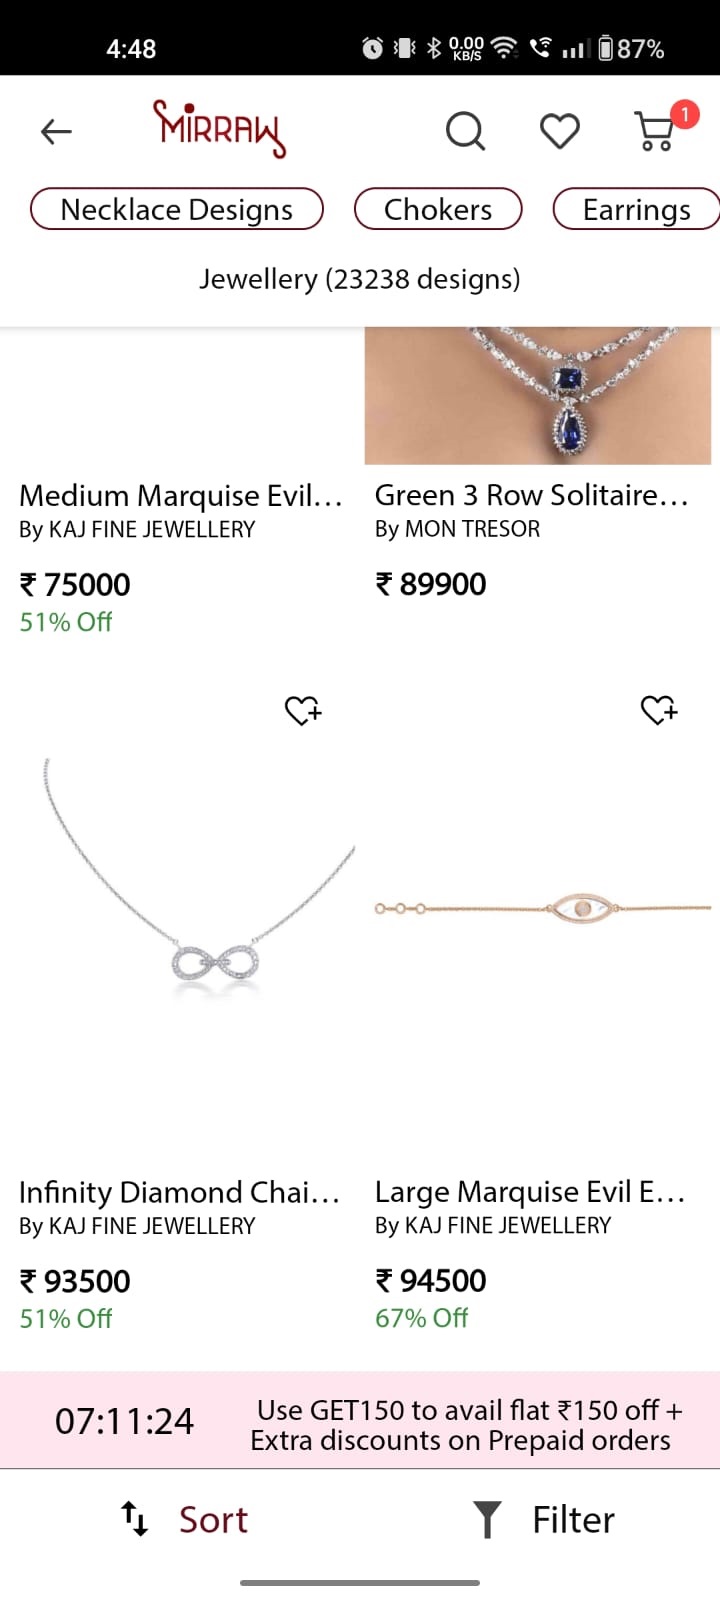 4:48
0.00
KB/S
87%
MIRRAW
1
Necklace Designs
Chokers
Earrings
Jewellery (23238 designs)
Medium Marquise Evil...
By KAJ FINE JEWELLERY
₹ 75000
51% Off
Green 3 Row Solitaire...
By MON TRESOR
₹ 89900
Infinity Diamond Chai...
By KAJ FINE JEWELLERY
₹ 93500
51% Off
Large Marquise Evil E...
By KAJ FINE JEWELLERY
₹ 94500
67% Off
07:11:24
Use GET150 to avail flat ₹150 off +
Extra discounts on Prepaid orders
Sort
Filter